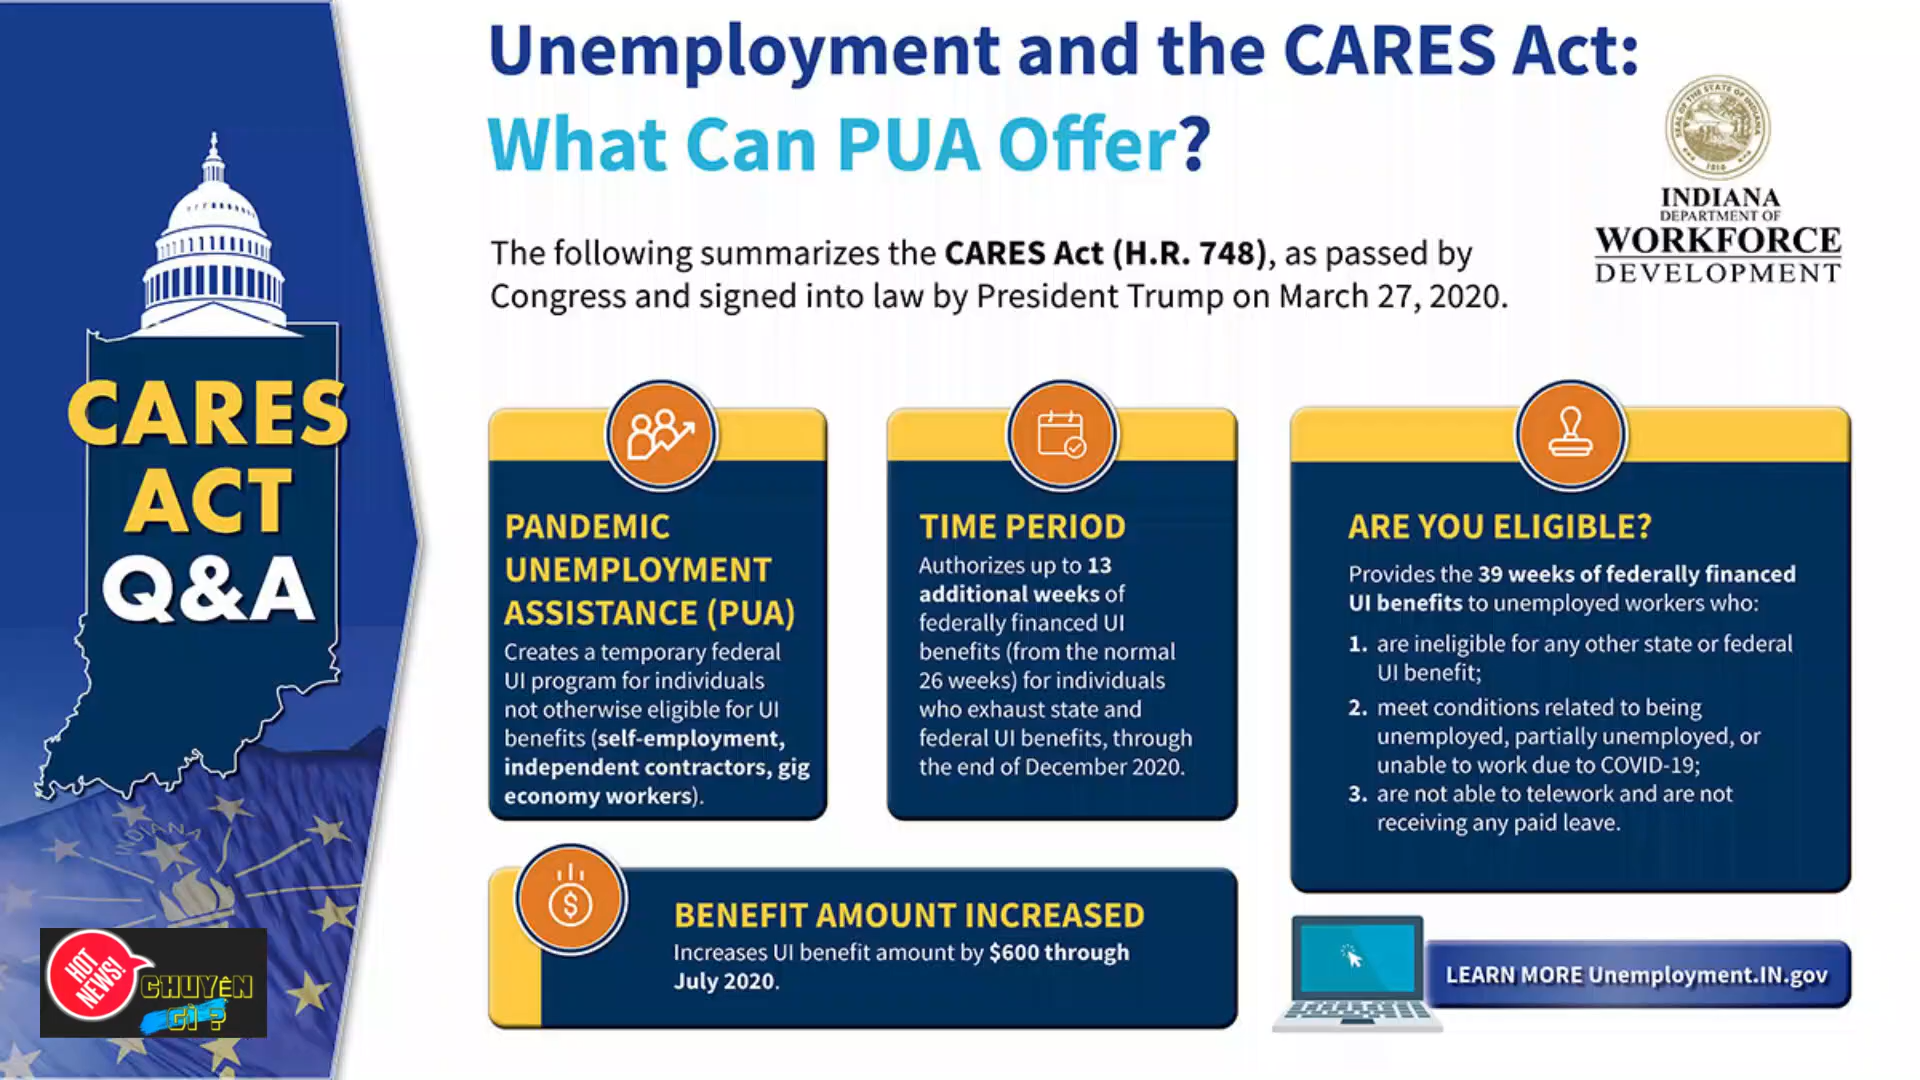 Unemployment and the CARES Act:
What Can PUA Offer?
SEAL OF THE STATE OF INDIANA
1816
INDIANA
DEPARTMENT OF
WORKFORCE
DEVELOPMENT
The following summarizes the CARES Act (H.R. 748), as passed by
Congress and signed into law by President Trump on March 27, 2020.
CARES
ACT
Q&A
PANDEMIC
UNEMPLOYMENT
ASSISTANCE (PUA)
Creates a temporary federal
UI program for individuals
not otherwise eligible for UI
benefits (self-employment,
independent contractors, gig
economy workers).
TIME PERIOD
Authorizes up to 13
additional weeks of
federally financed UI
benefits (from the normal
26 weeks) for individuals
who exhaust state and
federal UI benefits, through
the end of December 2020.
ARE YOU ELIGIBLE?
Provides the 39 weeks of federally financed
UI benefits to unemployed workers who:
1. are ineligible for any other state or federal
UI benefit;
2. meet conditions related to being
unemployed, partially unemployed, or
unable to work due to COVID-19;
3. are not able to telework and are not
receiving any paid leave.
BENEFIT AMOUNT INCREASED
Increases UI benefit amount by $600 through
July 2020.
LEARN MORE Unemployment.IN.gov
INDIANA
HOT
NEWS!
CHUYÊN
GÌ ?